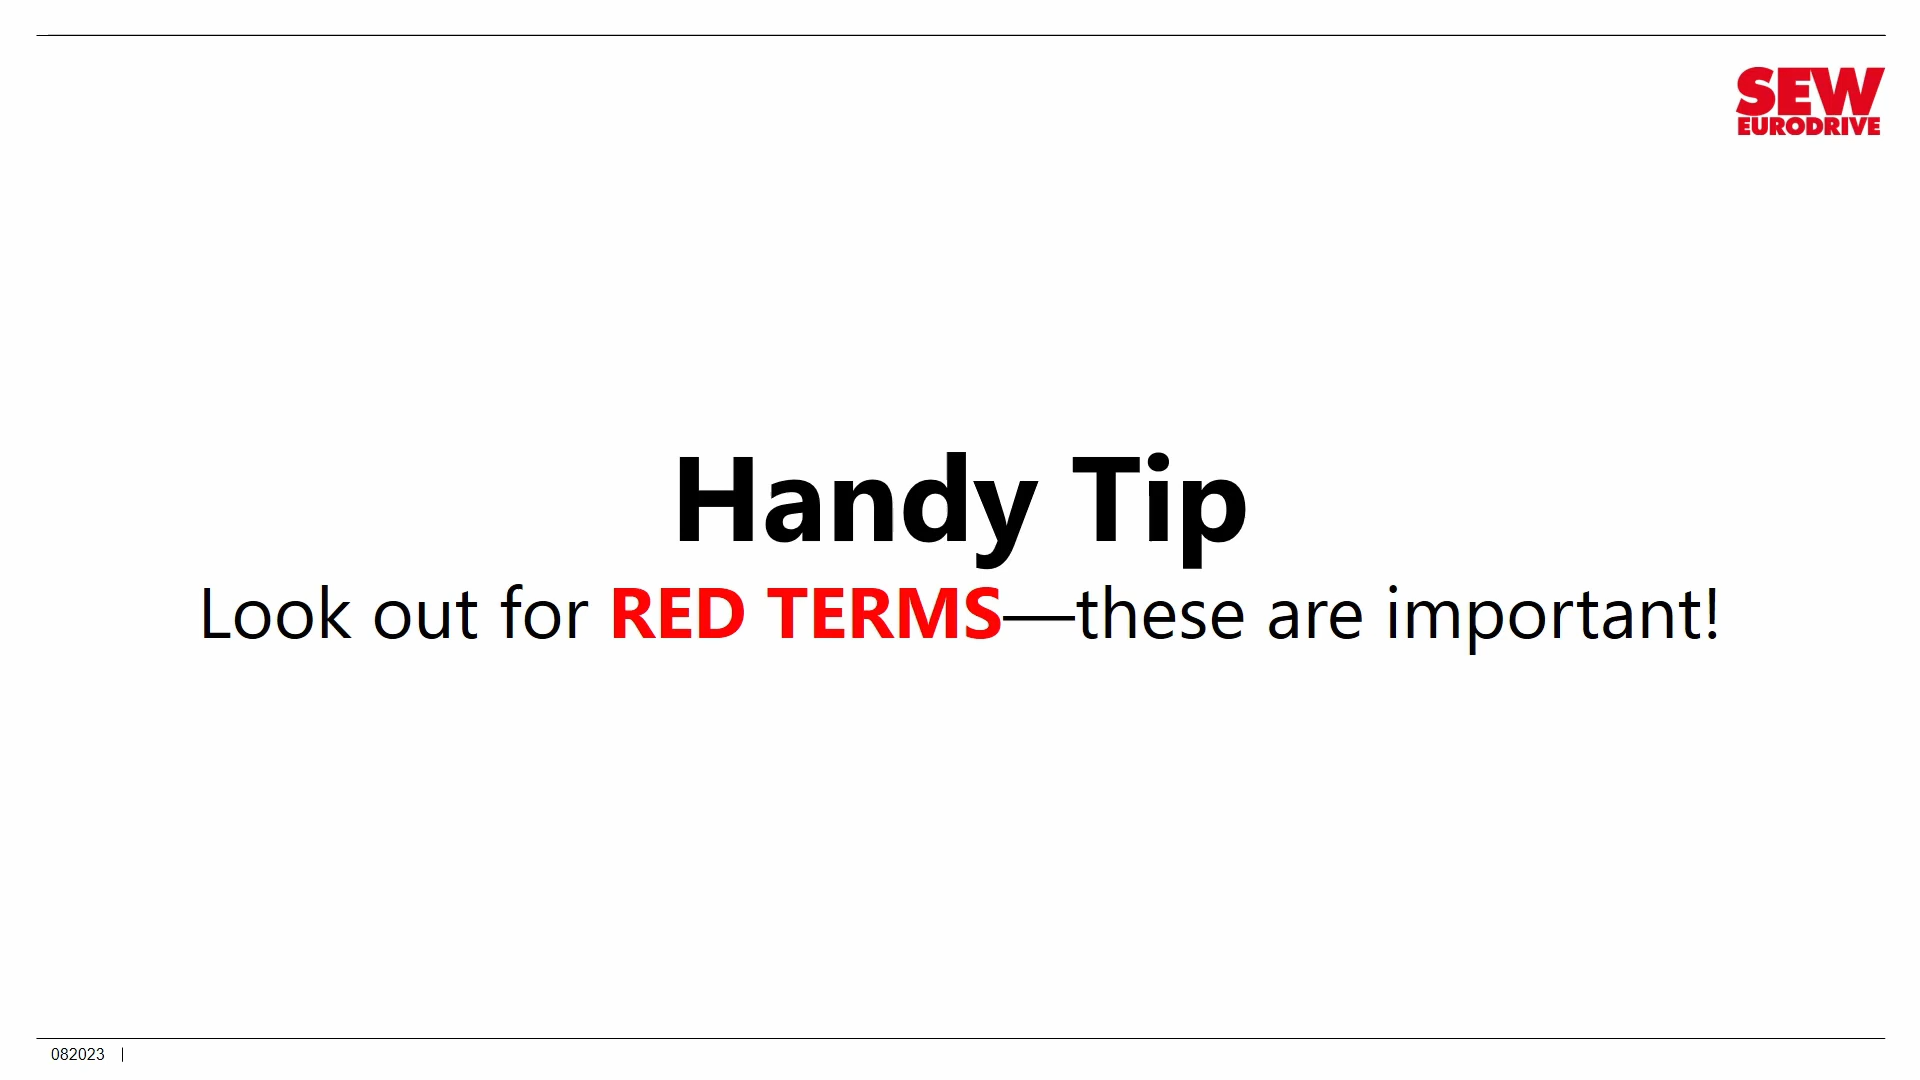 SEW
EURODRIVE
Handy Tip
Look out for RED TERMS—these are important!
082023 |